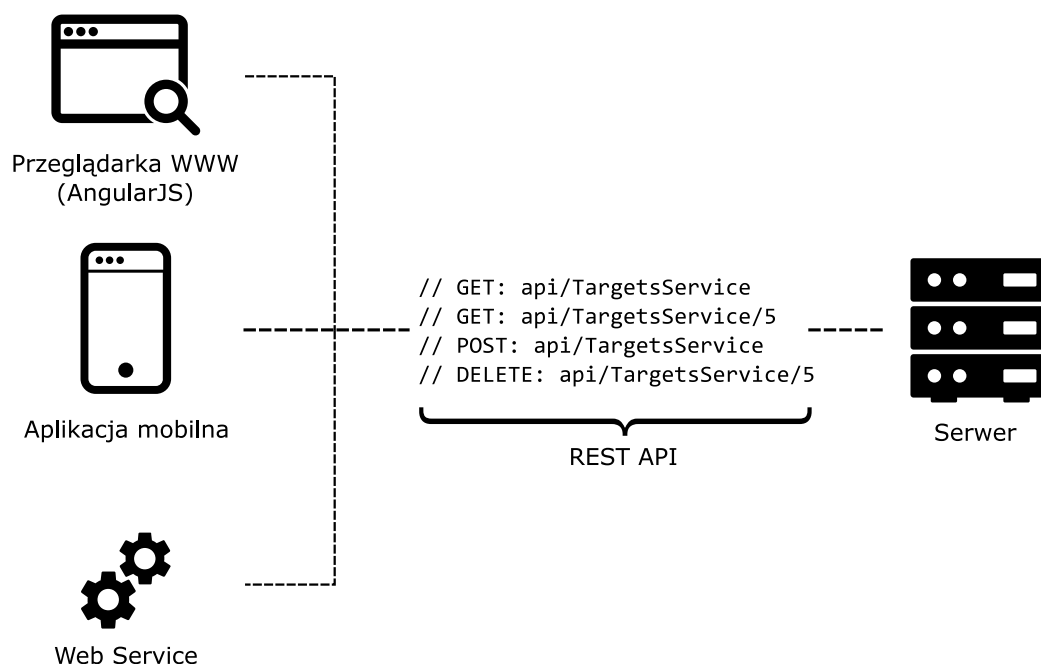 Przeglądarka WWW
(AngularJS)
Aplikacja mobilna
Web Service
// GET: api/TargetsService
// GET: api/TargetsService/5
// POST: api/TargetsService
// DELETE: api/TargetsService/5
REST API
Serwer